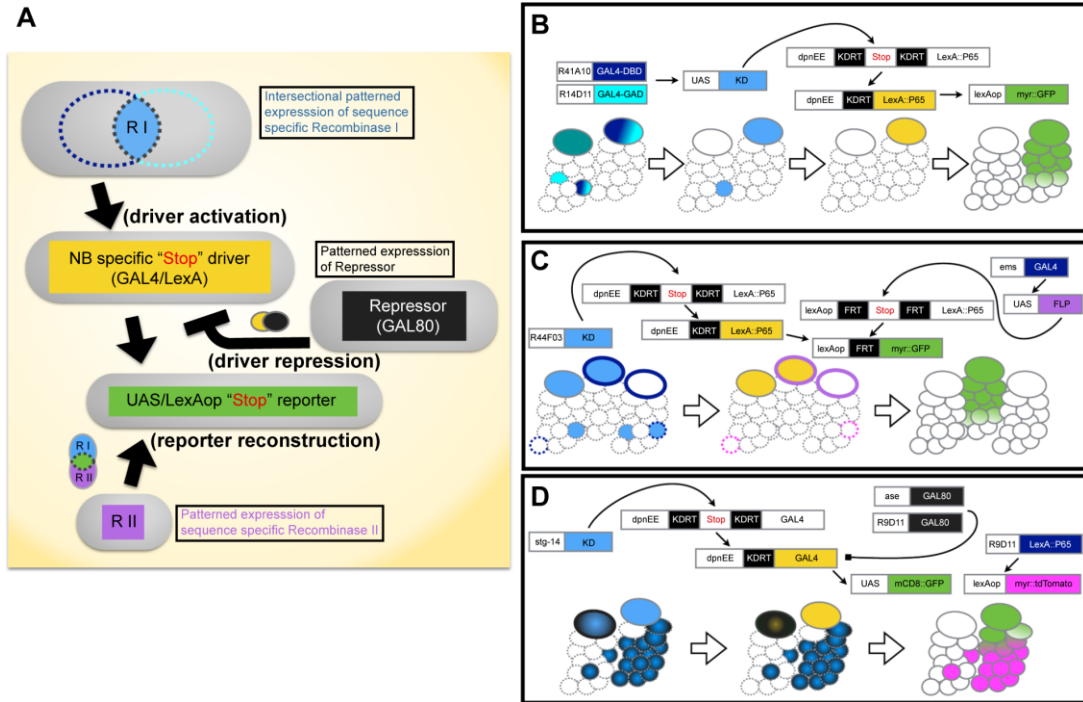 A
R I
Intersectional patterned
expresssion of sequence
specific Recombinase I
(driver activation)
NB specific “Stop” driver
(GAL4/LexA)
Patterned expresssion
of Repressor
Repressor
(GAL80)
(driver repression)
UAS/LexAop “Stop” reporter
(reporter reconstruction)
R I
R II
R II
Patterned expresssion of
sequence specific Recombinase II
B
dpnEE KDRT Stop KDRT LexA::P65
R41A10 GAL4-DBD
R14D11 GAL4-GAD
UAS KD
dpnEE KDRT LexA::P65
lexAop myr::GFP
C
ems GAL4
dpnEE KDRT Stop KDRT LexA::P65
lexAop FRT Stop FRT LexA::P65
UAS FLP
R44F03 KD
dpnEE KDRT LexA::P65
lexAop FRT myr::GFP
D
ase GAL80
dpnEE KDRT Stop KDRT GAL4
R9D11 GAL80
stg-14 KD
R9D11 LexA::P65
dpnEE KDRT GAL4
UAS mCD8::GFP
lexAop myr::tdTomato